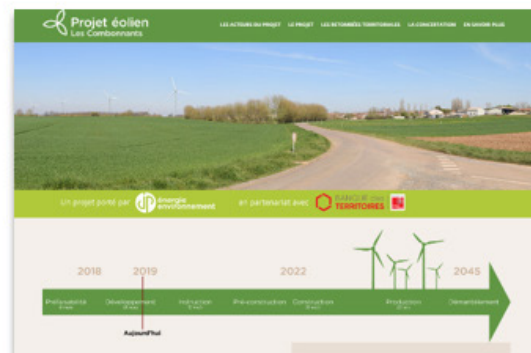 Projet éolien
Les Combonnants
LES ACTEURS DU PROJET LE PROJET LES RETOMBÉES TERRITORIALES LA CONCERTATION EN SAVOIR PLUS
Un projet porté par JP énergie environnement en partenariat avec BANQUE des TERRITOIRES
2018 2019 2022 2045
Préfaisabilité Développement Instruction Pré-construction Construction Production Démantèlement
Aujourd'hui